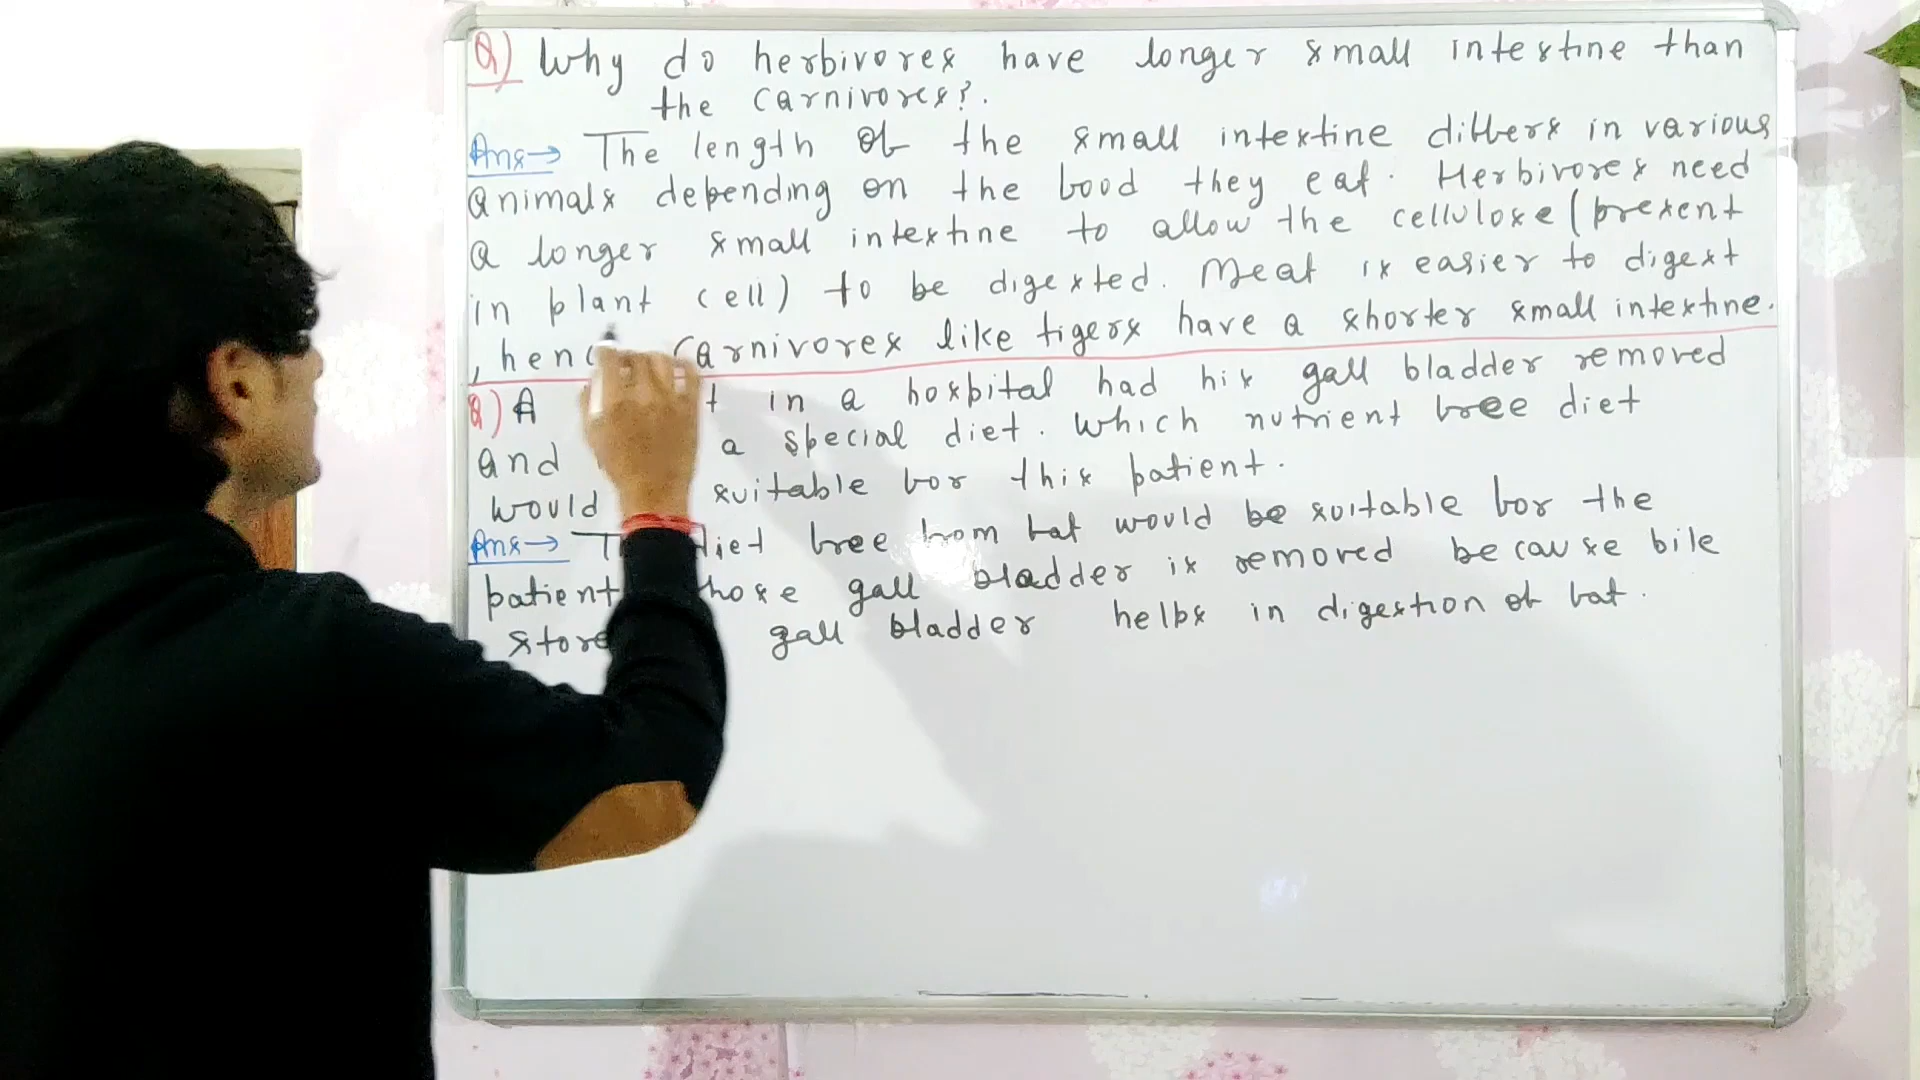 Q) Why do herbivores have longer small intestine than
the carnivores?.
Ans→ The length of the small intestine differs in various
animals depending on the food they eat. Herbivores need
a longer small intestine to allow the cellulose (present
in plant cell) to be digested. Meat is easier to digest
, hence carnivores like tigers have a shorter small intestine.
Q) A in a hospital had his gall bladder removed
and a special diet. Which nutrient free diet
would suitable for this patient.
Ans→ diet free from fat would be suitable for the
patient whose gall bladder is removed because bile
gall bladder helps in digestion of fat.